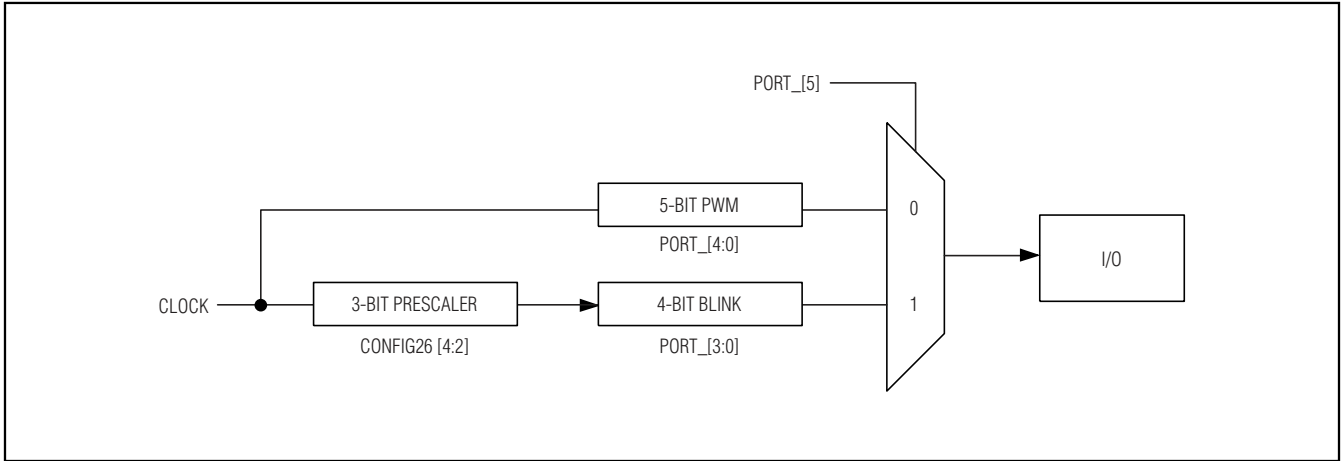 PORT_[5]
5-BIT PWM
0
PORT_[4:0]
I/O
CLOCK
3-BIT PRESCALER
4-BIT BLINK
1
CONFIG26 [4:2]
PORT_[3:0]